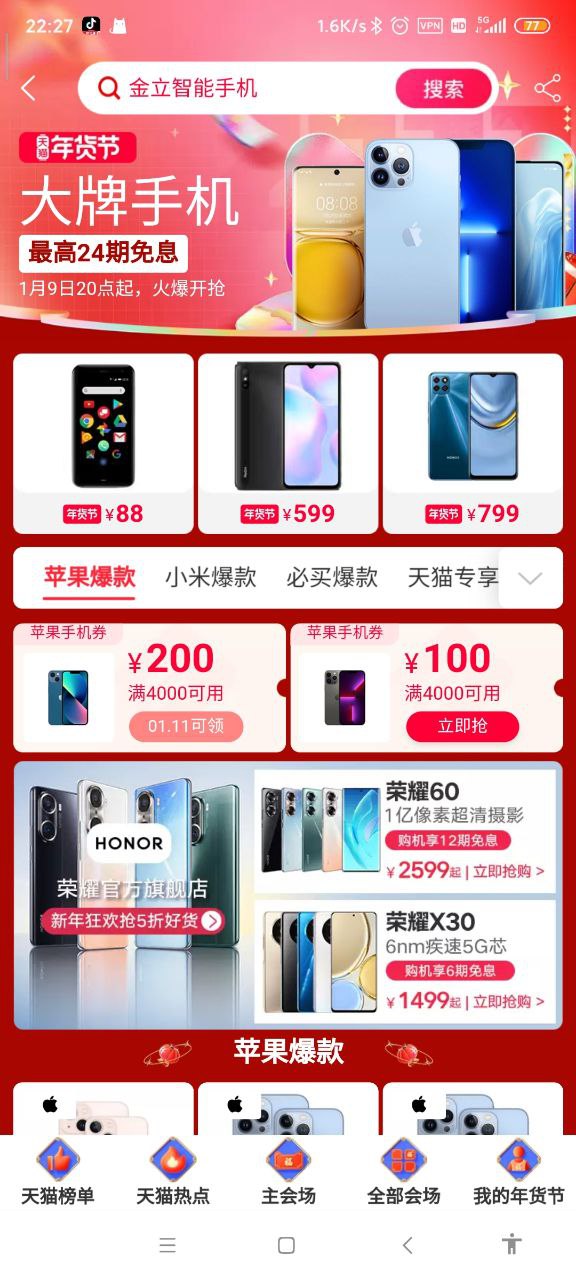 22:27
1.6K/s VPN HD 5G 77
金立智能手机 搜索
天猫年货节
大牌手机
最高24期免息
1月9日20点起，火爆开抢
08:08
年货节 ¥88
年货节 ¥599
年货节 ¥799
苹果爆款 小米爆款 必买爆款 天猫专享
苹果手机券
¥200
满4000可用
01.11可领
苹果手机券
¥100
满4000可用
立即抢
HONOR
荣耀官方旗舰店
新年狂欢抢5折好货
荣耀60
1亿像素超清摄影
购机享12期免息
¥2599起 | 立即抢购 >
荣耀X30
6nm疾速5G芯
购机享6期免息
¥1499起 | 立即抢购 >
苹果爆款
天猫榜单 天猫热点 主会场 全部会场 我的年货节